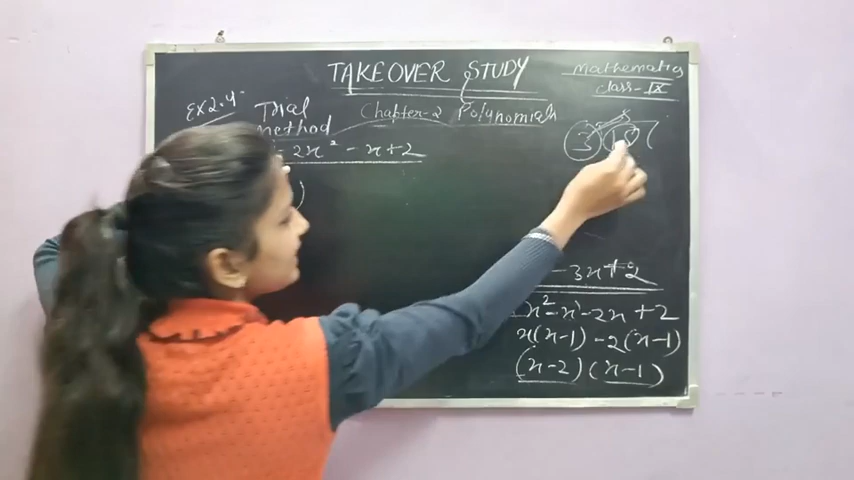 TAKEOVER STUDY
Mathematics
Class-IX
EX 2.4
Trial
method
Chapter-2 Polynomials
- 2x² - x + 2
3
)
- 3x + 2
x² - x - 2x + 2
x(x-1) - 2(x-1)
(x-2) (x-1)